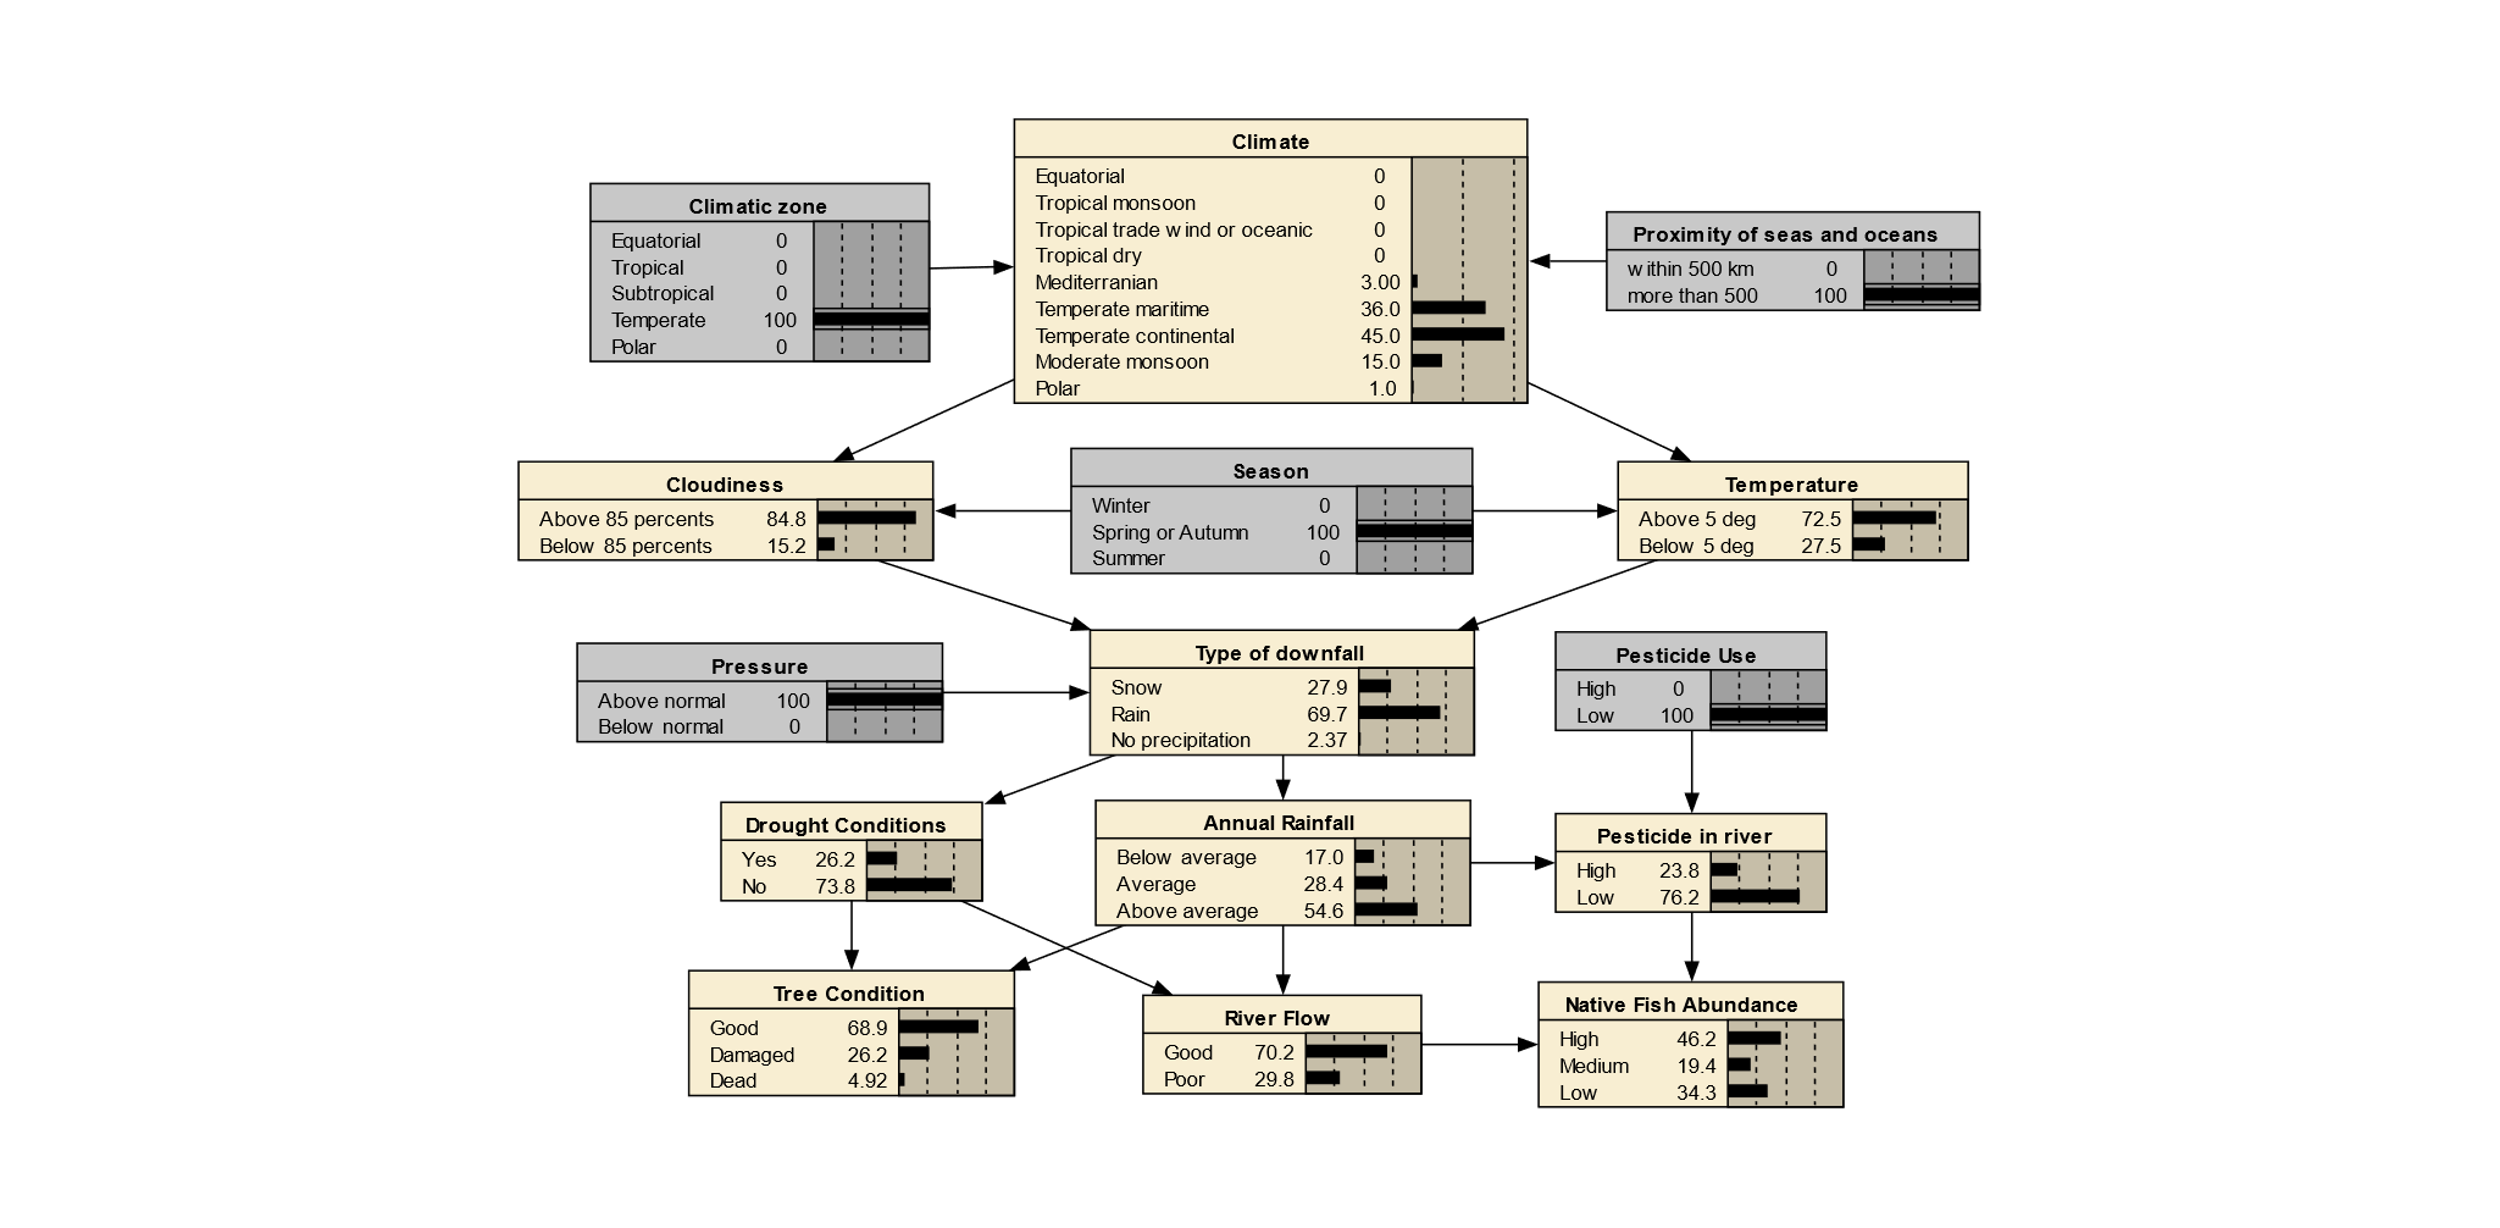 Climate
Equatorial 0
Tropical monsoon 0
Tropical trade wind or oceanic 0
Tropical dry 0
Mediterranian 3.00
Temperate maritime 36.0
Temperate continental 45.0
Moderate monsoon 15.0
Polar 1.0
Climatic zone
Equatorial 0
Tropical 0
Subtropical 0
Temperate 100
Polar 0
Proximity of seas and oceans
within 500 km 0
more than 500 100
Cloudiness
Above 85 percents 84.8
Below 85 percents 15.2
Season
Winter 0
Spring or Autumn 100
Summer 0
Temperature
Above 5 deg 72.5
Below 5 deg 27.5
Pressure
Above normal 100
Below normal 0
Type of downfall
Snow 27.9
Rain 69.7
No precipitation 2.37
Pesticide Use
High 0
Low 100
Drought Conditions
Yes 26.2
No 73.8
Annual Rainfall
Below average 17.0
Average 28.4
Above average 54.6
Pesticide in river
High 23.8
Low 76.2
Tree Condition
Good 68.9
Damaged 26.2
Dead 4.92
River Flow
Good 70.2
Poor 29.8
Native Fish Abundance
High 46.2
Medium 19.4
Low 34.3